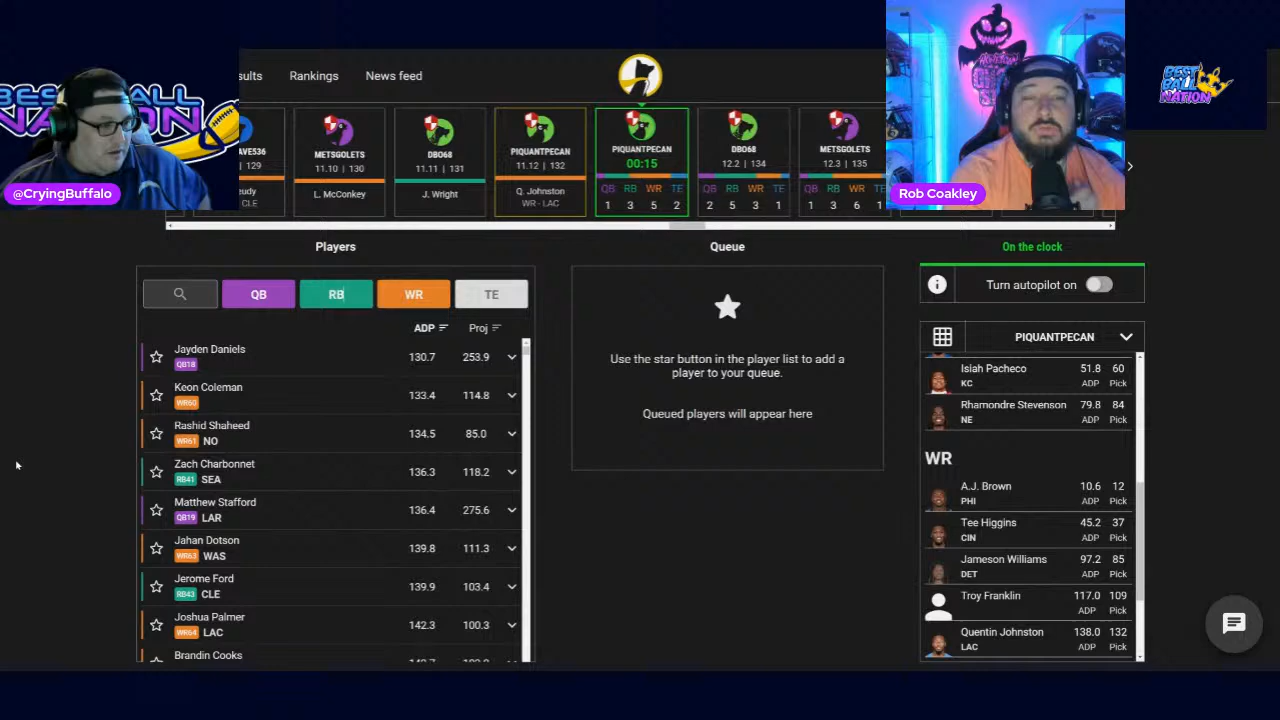 BEST BALL
NATION
@CryingBuffalo
Rankings
News feed
129
CLE
METSGOLETS
11.10 | 130
L. McConkey
DBO68
11.11 | 131
J. Wright
PIQUANTPECAN
11.12 | 132
Q. Johnston
WR - LAC
PIQUANTPECAN
00:15
QB RB WR TE
1 3 5 2
DBO68
12.2 | 134
QB RB WR TE
2 5 3 1
METSGOLETS
12.3 | 135
QB RB WR TE
1 3 6 1
Rob Coakley
BEST
BALL
NATION
Players
QB
RB
WR
TE
ADP
Proj
Jayden Daniels
QB18
130.7
253.9
Keon Coleman
WR60
133.4
114.8
Rashid Shaheed
WR61 NO
134.5
85.0
Zach Charbonnet
RB41 SEA
136.3
118.2
Matthew Stafford
QB19 LAR
136.4
275.6
Jahan Dotson
WR63 WAS
139.8
111.3
Jerome Ford
RB43 CLE
139.9
103.4
Joshua Palmer
WR64 LAC
142.3
100.3
Brandin Cooks
Queue
Use the star button in the player list to add a
player to your queue.
Queued players will appear here
On the clock
Turn autopilot on
PIQUANTPECAN
Isiah Pacheco 51.8 60
KC ADP Pick
Rhamondre Stevenson 79.8 84
NE ADP Pick
WR
A.J. Brown 10.6 12
PHI ADP Pick
Tee Higgins 45.2 37
CIN ADP Pick
Jameson Williams 97.2 85
DET ADP Pick
Troy Franklin 117.0 109
ADP Pick
Quentin Johnston 138.0 132
LAC ADP Pick